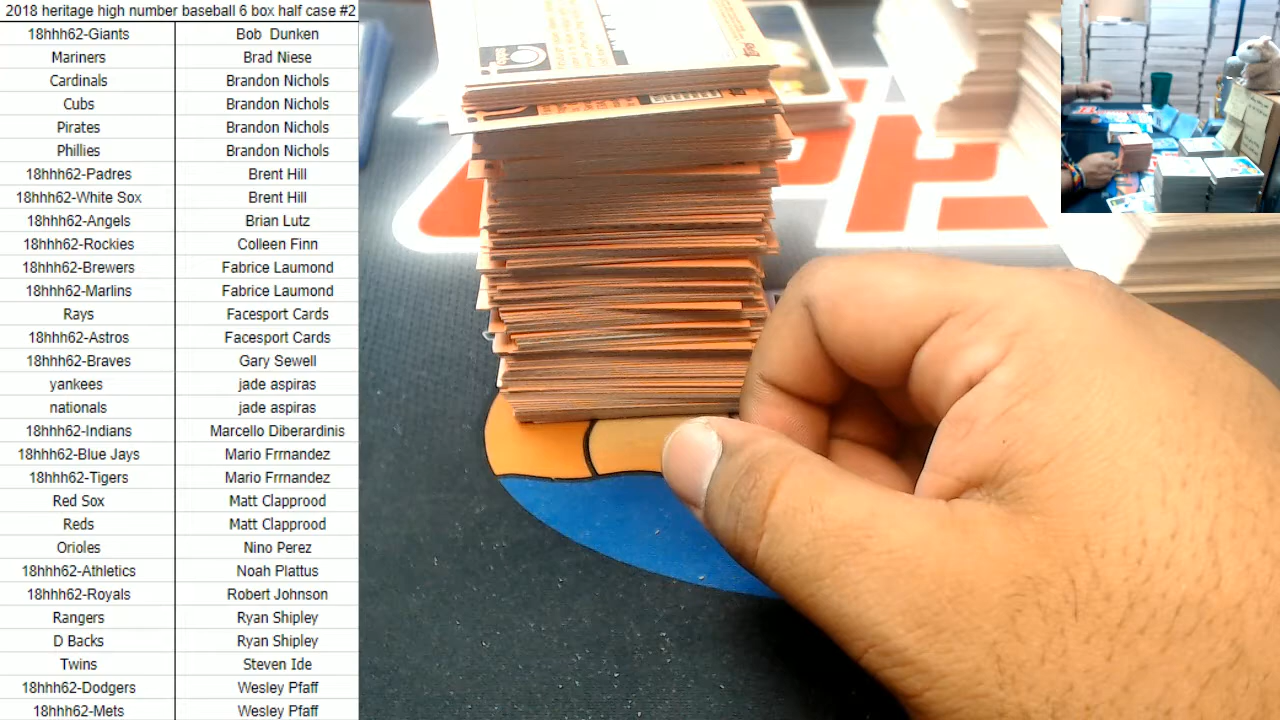 2018 heritage high number baseball 6 box half case #2
18hhh62-Giants Bob Dunken
Mariners Brad Niese
Cardinals Brandon Nichols
Cubs Brandon Nichols
Pirates Brandon Nichols
Phillies Brandon Nichols
18hhh62-Padres Brent Hill
18hhh62-White Sox Brent Hill
18hhh62-Angels Brian Lutz
18hhh62-Rockies Colleen Finn
18hhh62-Brewers Fabrice Laumond
18hhh62-Marlins Fabrice Laumond
Rays Facesport Cards
18hhh62-Astros Facesport Cards
18hhh62-Braves Gary Sewell
yankees jade aspiras
nationals jade aspiras
18hhh62-Indians Marcello Diberardinis
18hhh62-Blue Jays Mario Frrnandez
18hhh62-Tigers Mario Frrnandez
Red Sox Matt Clapprood
Reds Matt Clapprood
Orioles Nino Perez
18hhh62-Athletics Noah Plattus
18hhh62-Royals Robert Johnson
Rangers Ryan Shipley
D Backs Ryan Shipley
Twins Steven Ide
18hhh62-Dodgers Wesley Pfaff
18hhh62-Mets Wesley Pfaff